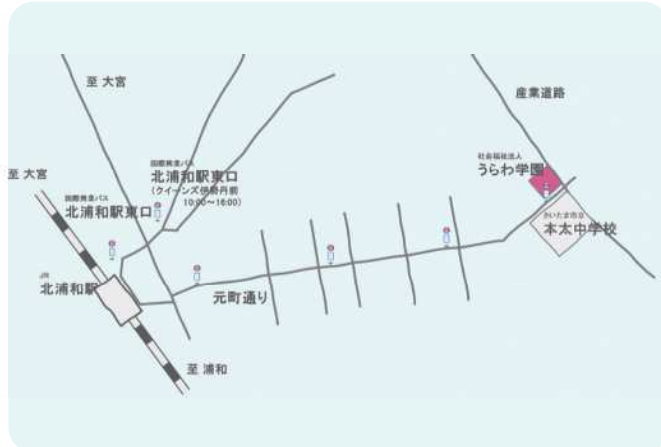 至 大宮
産業道路
社会福祉法人
うらわ学園
国際興業バス
北浦和駅東口
(クイーンズ伊勢丹前
10:00~16:00)
至 大宮
国際興業バス
北浦和駅東口
さいたま市立
本太中学校
JR
北浦和駅
元町通り
至 浦和